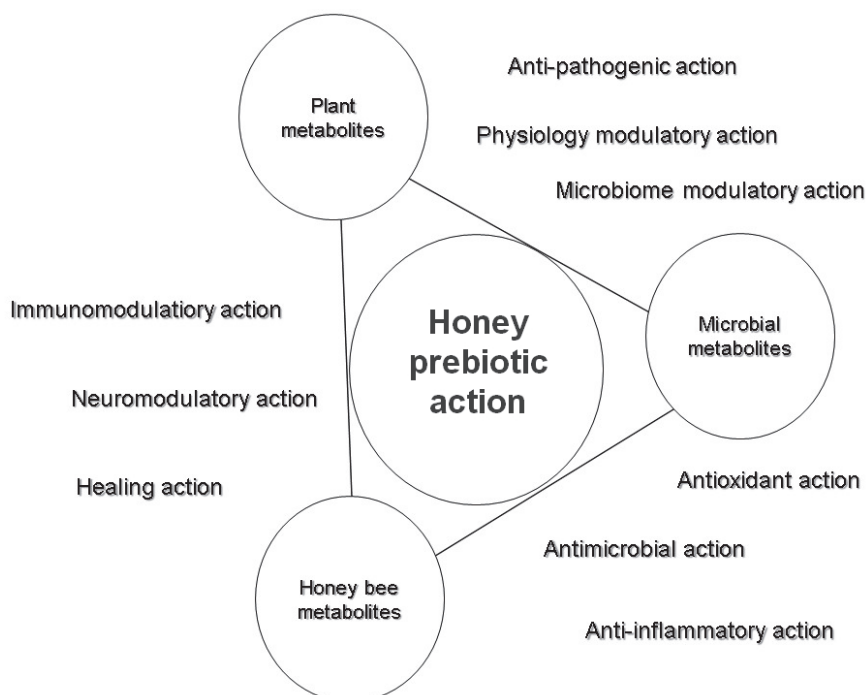 Anti-pathogenic action
Plant
metabolites
Physiology modulatory action
Microbiome modulatory action
Immunomodulatiory action
Honey
prebiotic
action
Microbial
metabolites
Neuromodulatory action
Healing action
Antioxidant action
Antimicrobial action
Honey bee
metabolites
Anti-inflammatory action